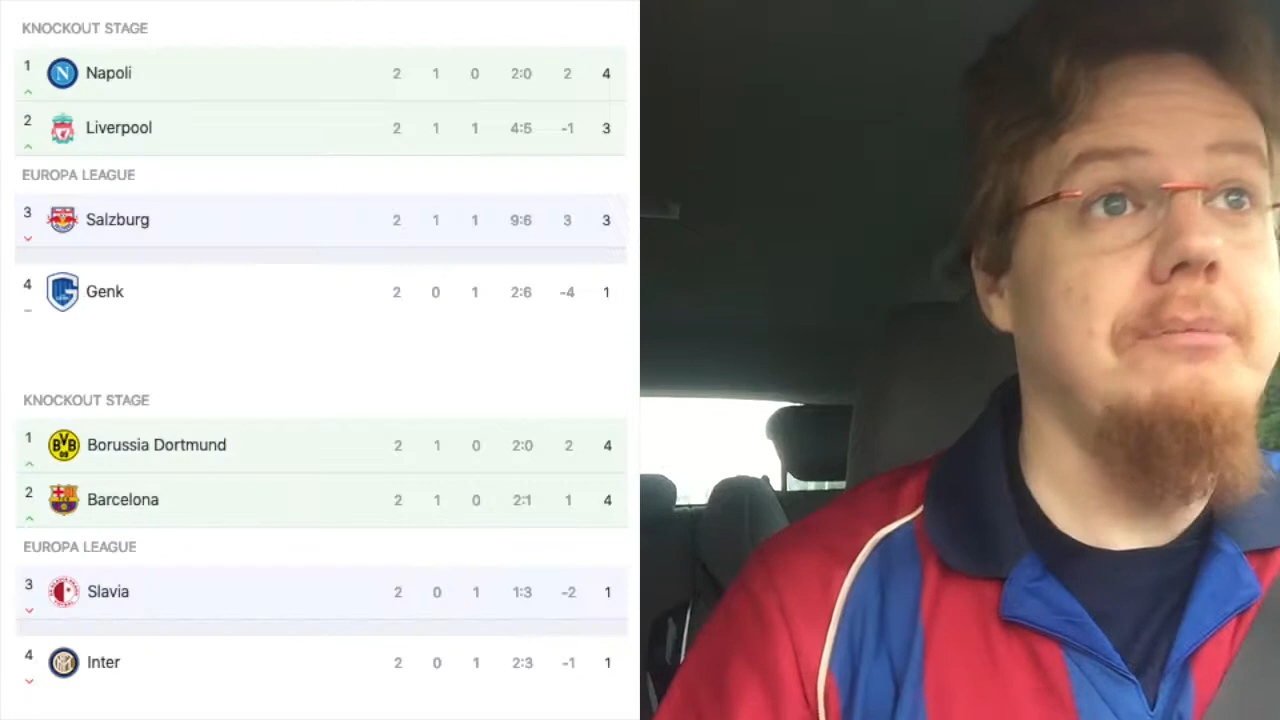 KNOCKOUT STAGE
1 Napoli 2 1 0 2:0 2 4
2 Liverpool 2 1 1 4:5 -1 3
EUROPA LEAGUE
3 Salzburg 2 1 1 9:6 3 3
4 Genk 2 0 1 2:6 -4 1
KNOCKOUT STAGE
1 Borussia Dortmund 2 1 0 2:0 2 4
2 Barcelona 2 1 0 2:1 1 4
EUROPA LEAGUE
3 Slavia 2 0 1 1:3 -2 1
4 Inter 2 0 1 2:3 -1 1